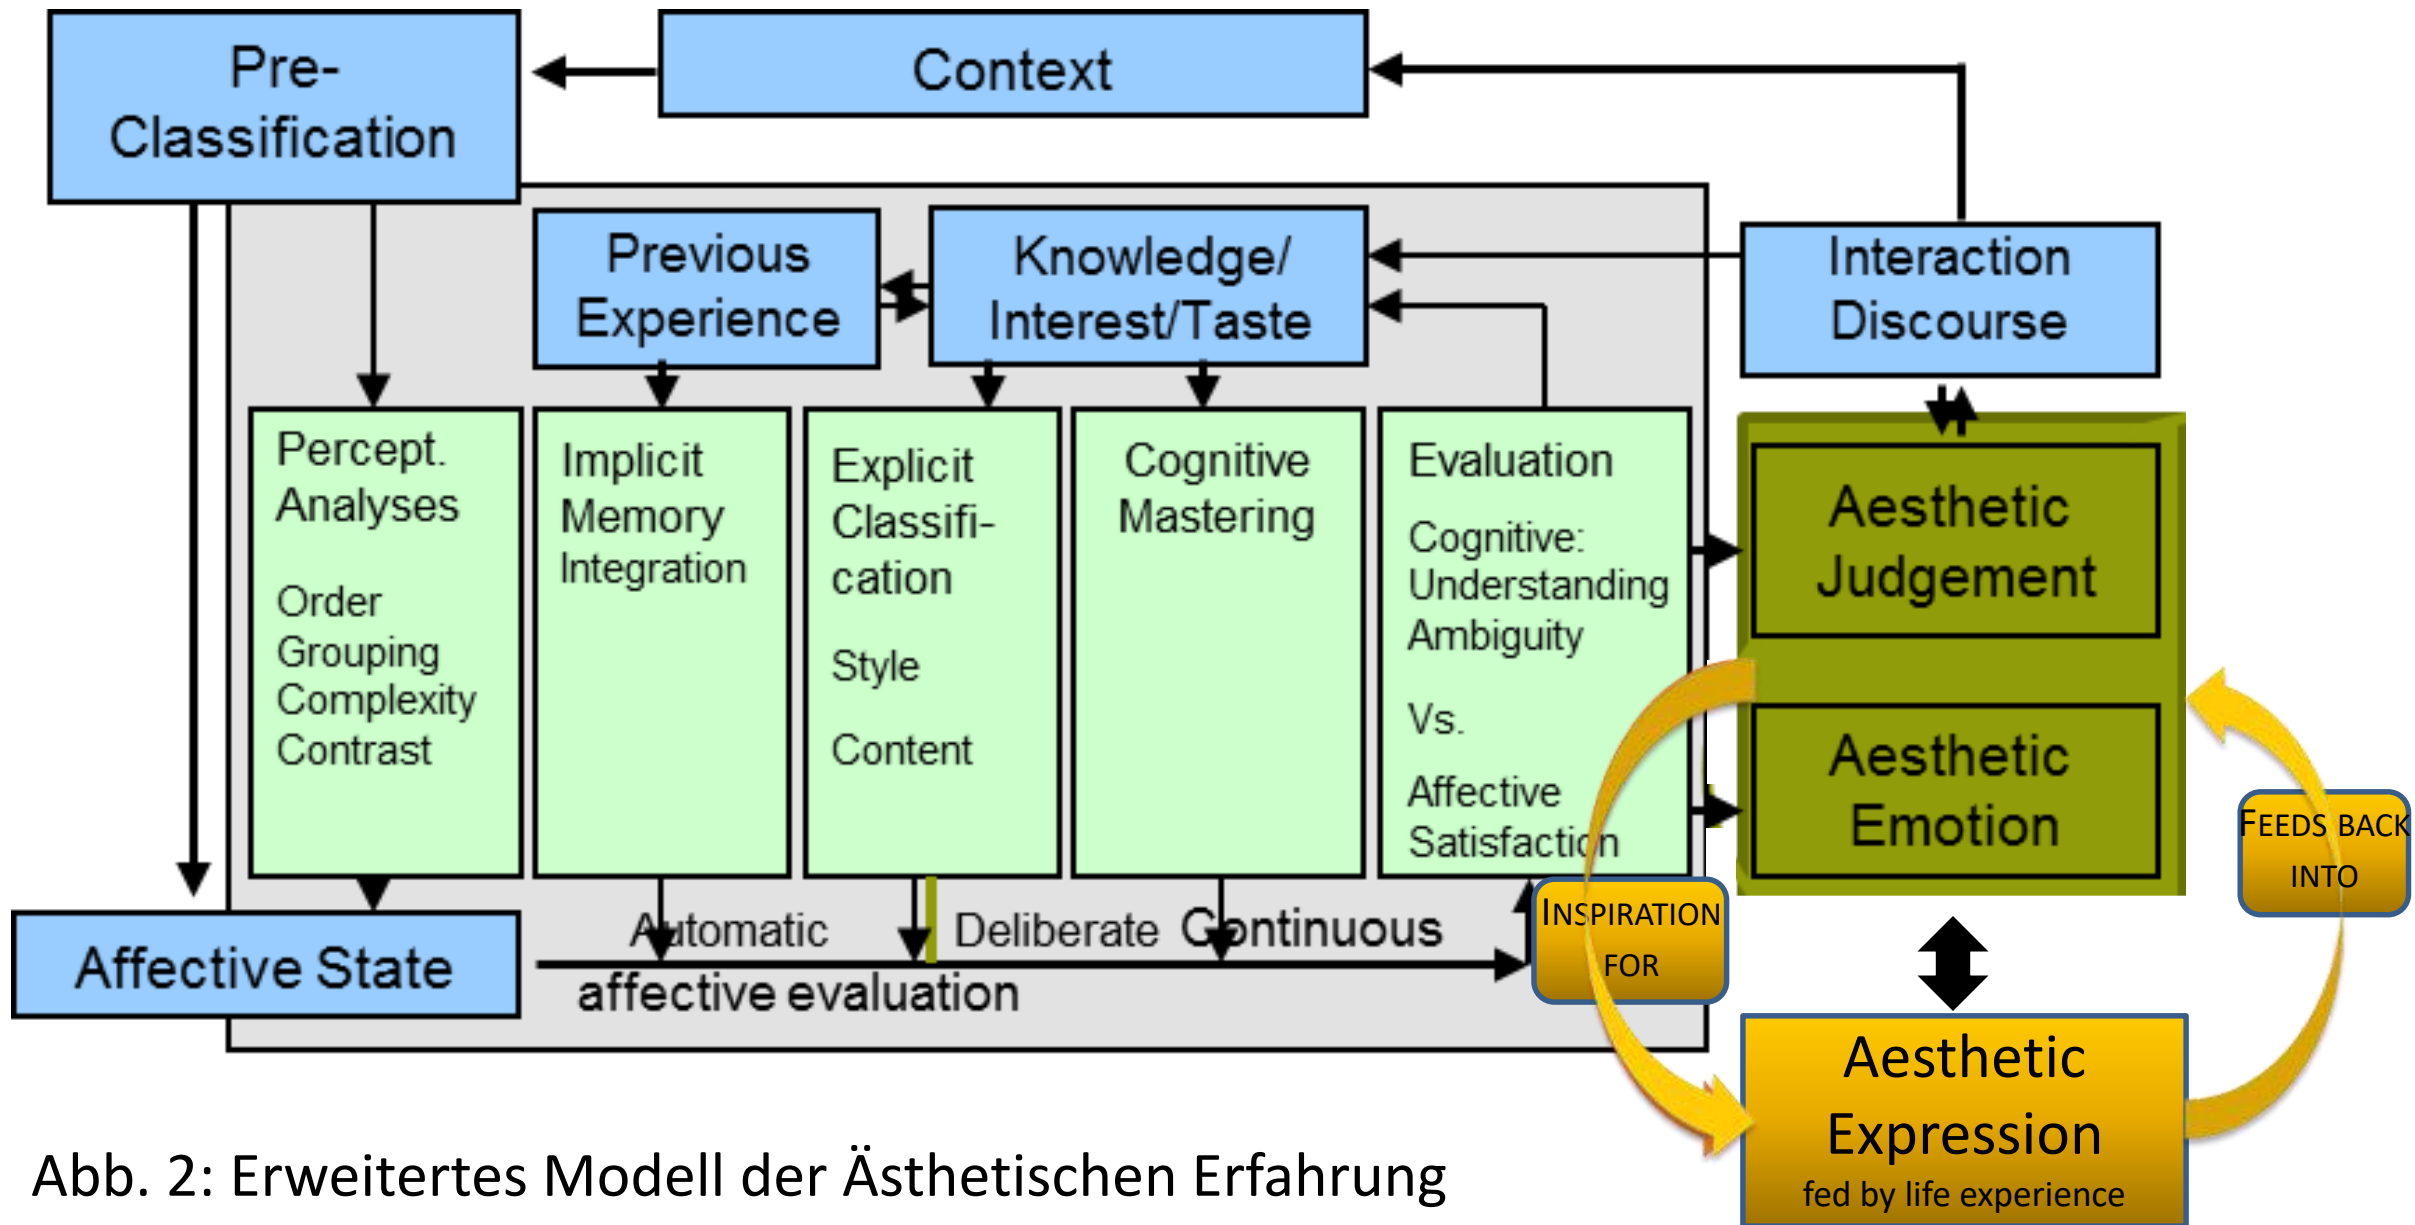 Pre-
Classification
Context
Previous
Experience
Knowledge/
Interest/Taste
Interaction
Discourse
Percept.
Analyses
Order
Grouping
Complexity
Contrast
Implicit
Memory
Integration
Explicit
Classifi-
cation
Style
Content
Cognitive
Mastering
Evaluation
Cognitive:
Understanding
Ambiguity
Vs.
Affective
Satisfaction
Aesthetic
Judgement
Aesthetic
Emotion
FEEDS BACK
INTO
INSPIRATION
FOR
Affective State
Automatic Deliberate Continuous
affective evaluation
Aesthetic
Expression
fed by life experience
Abb. 2: Erweitertes Modell der Ästhetischen Erfahrung